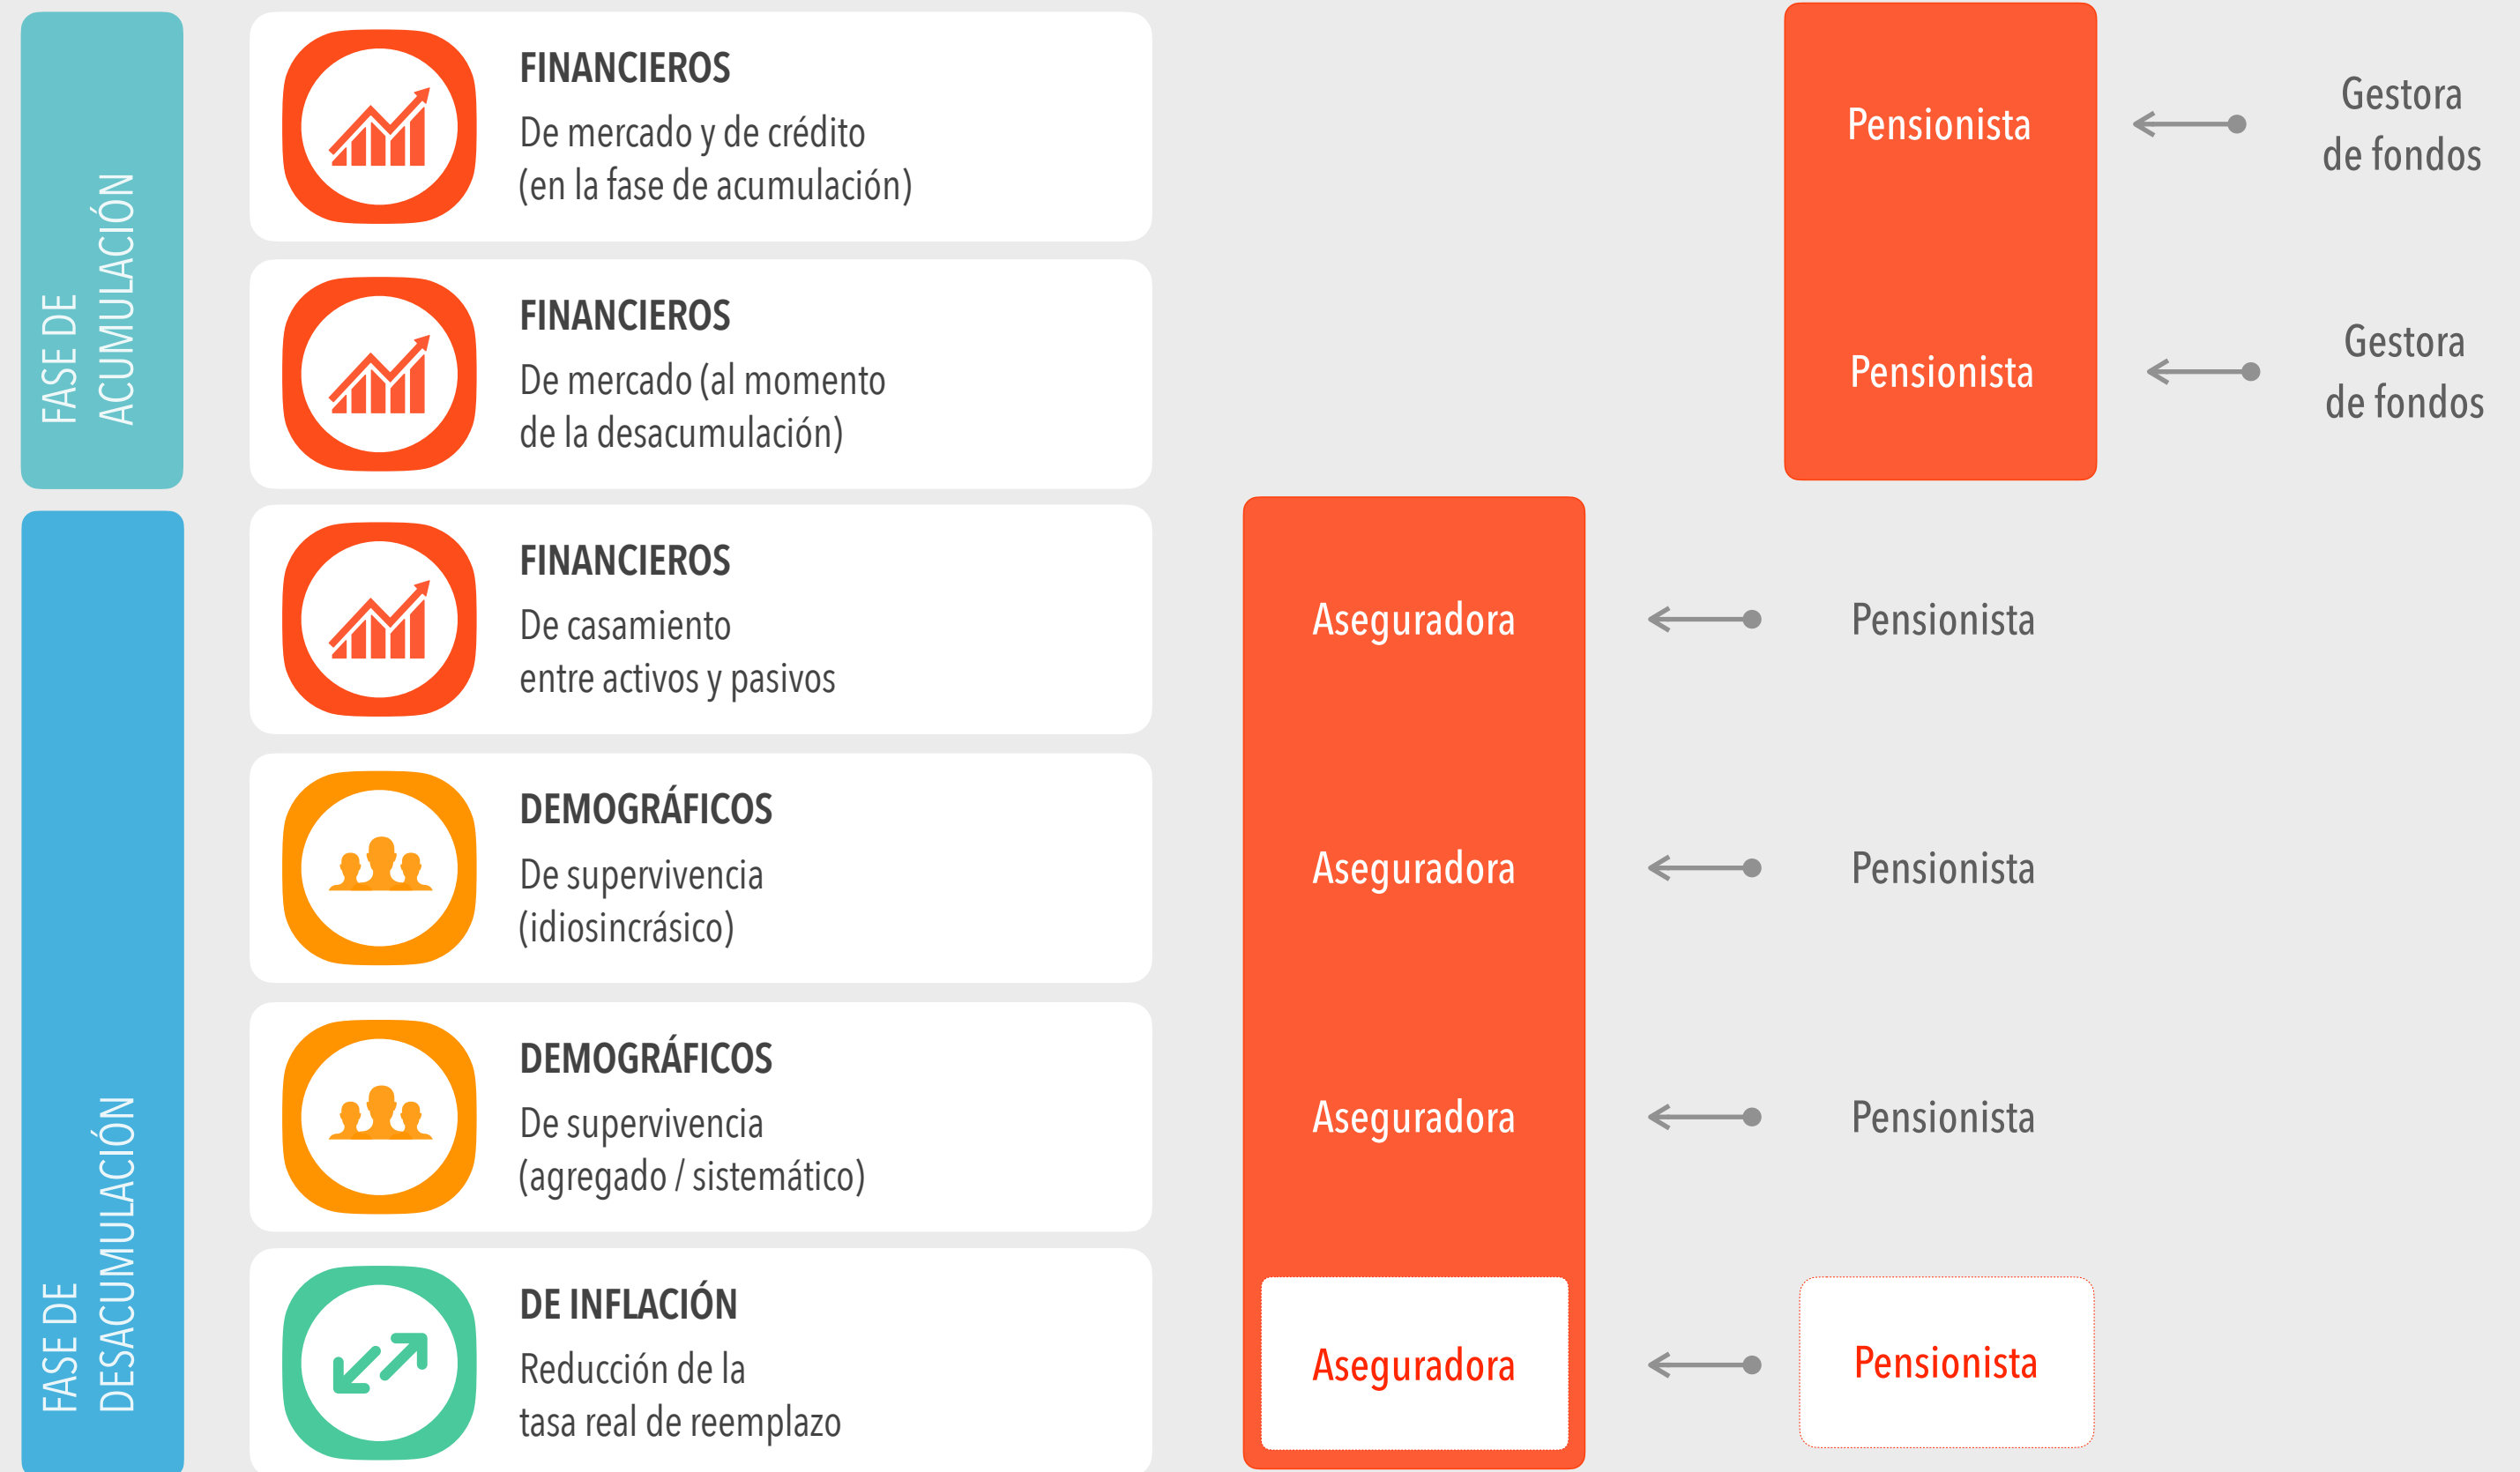 FASE DE
ACUMULACIÓN
FINANCIEROS
De mercado y de crédito
(en la fase de acumulación)
Pensionista
Gestora
de fondos
FINANCIEROS
De mercado (al momento
de la desacumulación)
Pensionista
Gestora
de fondos
FASE DE
DESACUMULACIÓN
FINANCIEROS
De casamiento
entre activos y pasivos
Aseguradora
Pensionista
DEMOGRÁFICOS
De supervivencia
(idiosincrásico)
Aseguradora
Pensionista
DEMOGRÁFICOS
De supervivencia
(agregado / sistemático)
Aseguradora
Pensionista
DE INFLACIÓN
Reducción de la
tasa real de reemplazo
Aseguradora
Pensionista